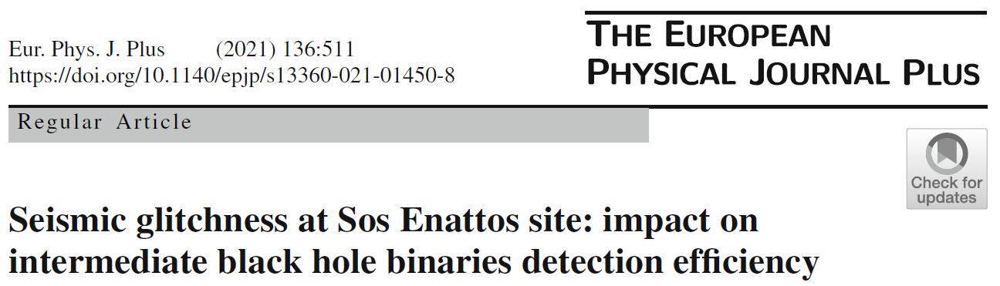 Eur. Phys. J. Plus (2021) 136:511
https://doi.org/10.1140/epjp/s13360-021-01450-8
THE EUROPEAN
PHYSICAL JOURNAL PLUS
Regular Article
Check for
updates
Seismic glitchness at Sos Enattos site: impact on
intermediate black hole binaries detection efficiency